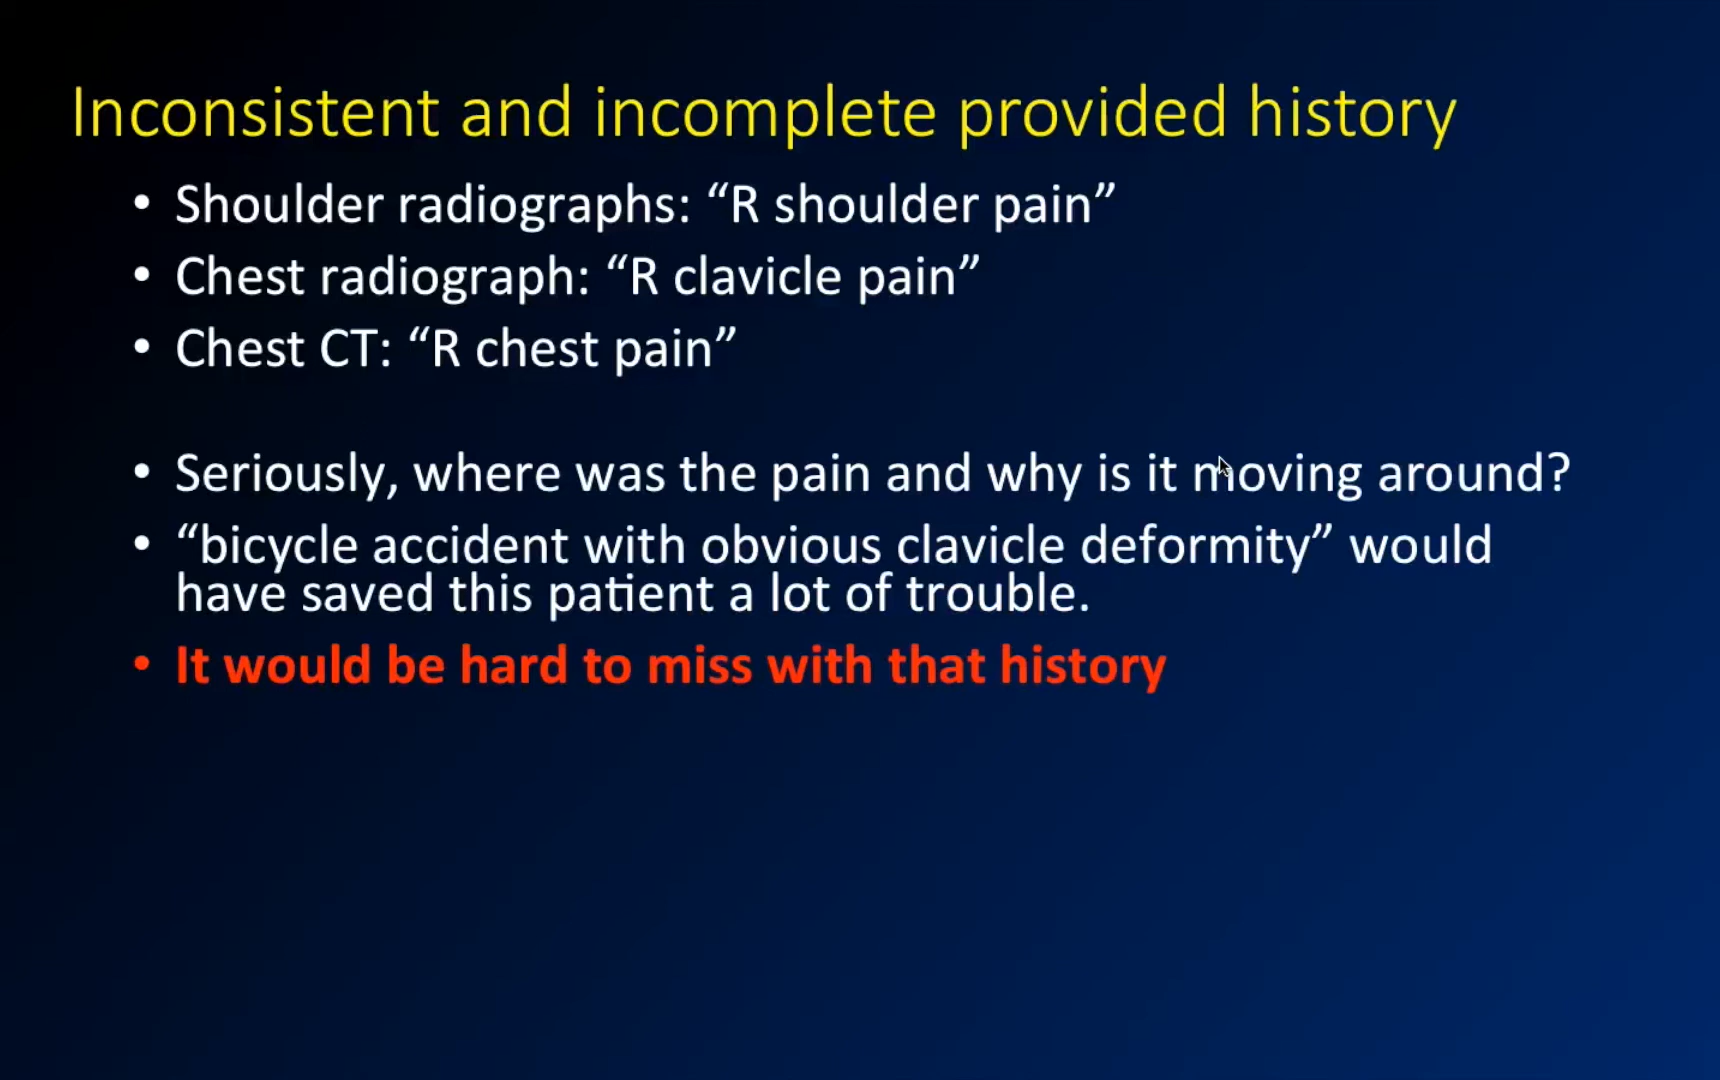 Inconsistent and incomplete provided history
• Shoulder radiographs: “R shoulder pain”
• Chest radiograph: “R clavicle pain”
• Chest CT: “R chest pain”
• Seriously, where was the pain and why is it moving around?
• “bicycle accident with obvious clavicle deformity” would
have saved this patient a lot of trouble.
• It would be hard to miss with that history